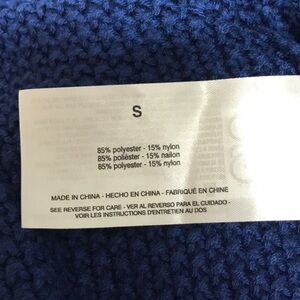 S
85% polyester - 15% nylon
85% poliéster - 15% nailon
85% polyester - 15% nylon
MADE IN CHINA - HECHO EN CHINA - FABRIQUÉ EN CHINE
SEE REVERSE FOR CARE - VER AL REVERSO PARA EL CUIDADO -
VOIR LES INSTRUCTIONS D'ENTRETIEN AU DOS